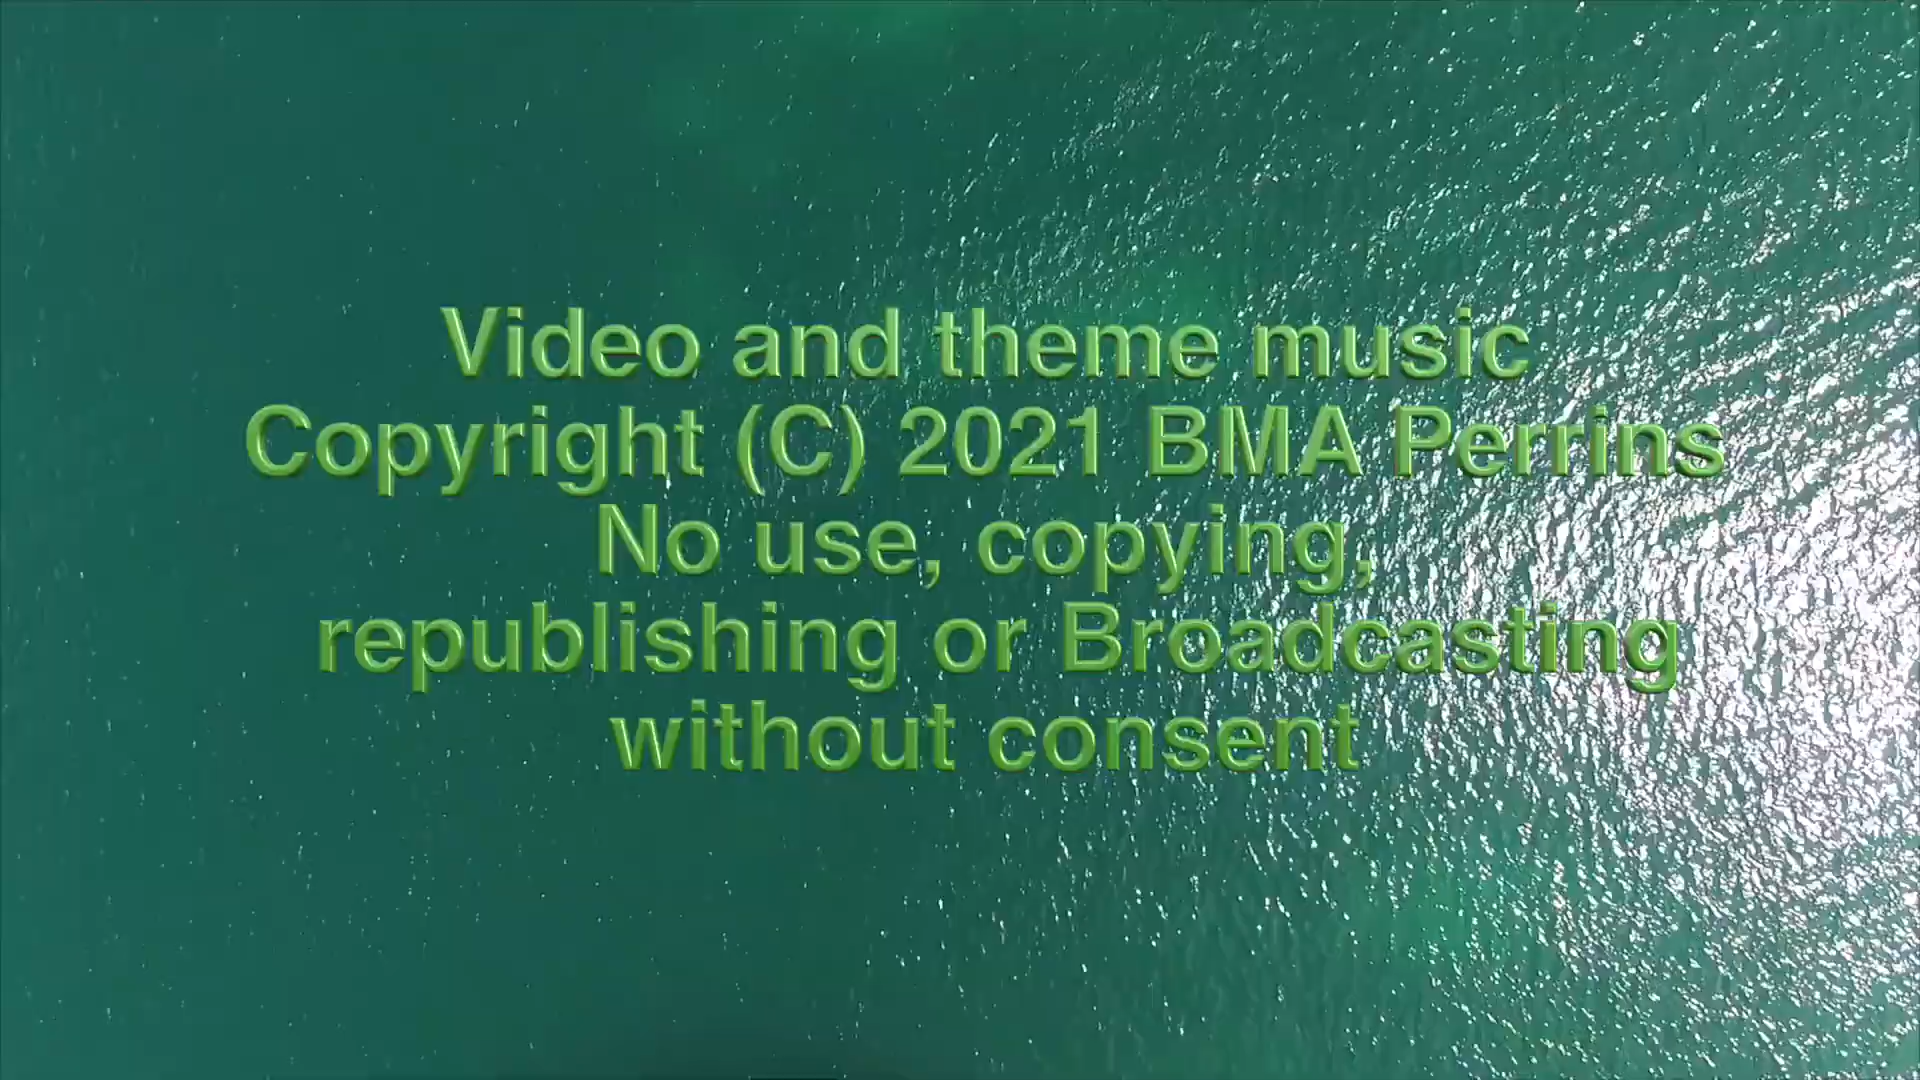 Video and theme music
Copyright (C) 2021 BMA Perrins
No use, copying,
republishing or Broadcasting
without consent